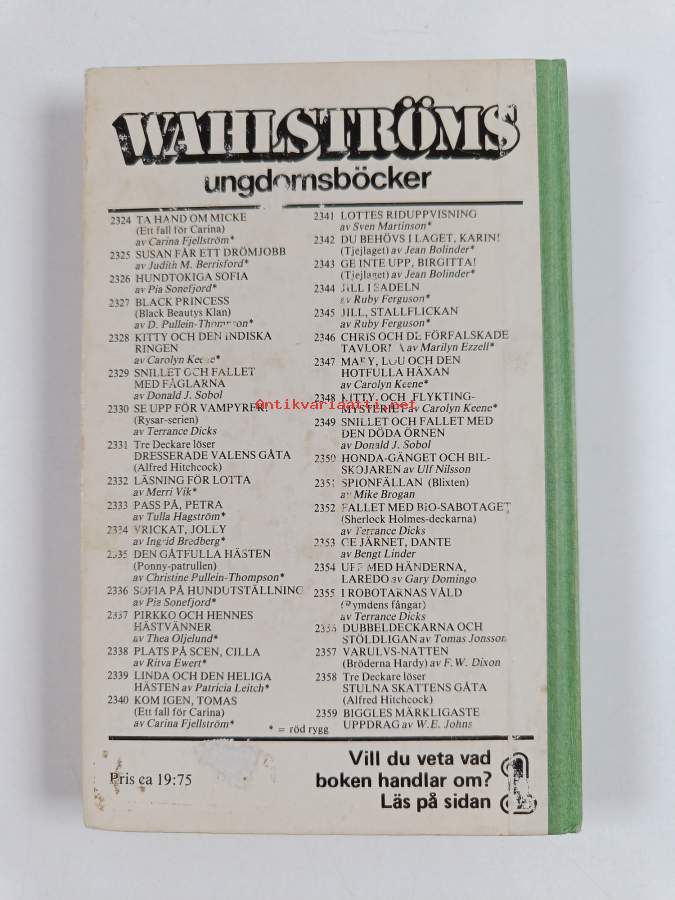 WAHLSTRÖMS
ungdomsböcker
2324 TA HAND OM MICKE
(Ett fall för Carina)
av Carina Fjellström*
2325 SUSAN FÅR ETT DRÖMJOBB
av Judith M. Berrisford*
2326 HUNDTOKIGA SOFIA
av Pia Sonefjord*
2327 BLACK PRINCESS
(Black Beautys Klan)
av D. Pullein-Thompson*
2328 KITTY OCH DEN INDISKA
RINGEN
av Carolyn Keene*
2329 SNILLET OCH FALLET
MED FÅGLARNA
av Donald J. Sobol
2330 SE UPP FÖR VAMPYRER!
(Rysar-serien)
av Terrance Dicks
2331 Tre Deckare löser
DRESSERADE VALENS GÅTA
(Alfred Hitchcock)
2332 LÄSNING FÖR LOTTA
av Merri Vik*
2333 PASS PÅ, PETRA
av Tulla Hagström*
2334 VRICKAT, JOLLY
av Ingrid Bredberg*
2335 DEN GÅTFULLA HÄSTEN
(Ponny-patrullen)
av Christine Pullein-Thompson*
2336 SOFIA PÅ HUNDUTSTÄLLNING
av Pia Sonefjord*
2337 PIRKKO OCH HENNES
HÄSTVÄNNER
av Thea Oljelund*
2338 PLATS PÅ SCEN, CILLA
av Ritva Ewert*
2339 LINDA OCH DEN HELIGA
HÄSTEN av Patricia Leitch*
2340 KOM IGEN, TOMAS
(Ett fall för Carina)
av Carina Fjellström*
2341 LOTTES RIDUPPVISNING
av Sven Martinson*
2342 DU BEHÖVS I LAGET, KARIN!
(Tjejlaget) av Jean Bolinder*
2343 GE INTE UPP, BIRGITTA!
(Tjejlaget) av Jean Bolinder*
2344 JILL I SADELN
av Ruby Ferguson*
2345 JILL, STALLFLICKAN
av Ruby Ferguson*
2346 CHRIS OCH DE FÖRFALSKADE
TAVLORNA av Marilyn Ezzell*
2347 MARY, LOU OCH DEN
HOTFULLA HÄXAN
av Carolyn Keene*
2348 KITTY OCH FLYKTING-
MYSTERIET av Carolyn Keene*
2349 SNILLET OCH FALLET MED
DEN DÖDA ÖRNEN
av Donald J. Sobol
2350 HONDA-GÄNGET OCH BIL-
SKOJAREN av Ulf Nilsson
2351 SPIONFÄLLAN (Blixten)
av Mike Brogan
2352 FALLET MED BIO-SABOTAGET
(Sherlock Holmes-deckarna)
av Terrance Dicks
2353 GE JÄRNET, DANTE
av Bengt Linder
2354 UPP MED HÄNDERNA,
LAREDO av Gary Domingo
2355 I ROBOTARNAS VÅLD
(Rymdens fångar)
av Terrance Dicks
2356 DUBBELDECKARNA OCH
STÖLDLIGAN av Tomas Jonsson
2357 VARULVS-NATTEN
(Bröderna Hardy) av F.W. Dixon
2358 Tre Deckare löser
STULNA SKATTENS GÅTA
(Alfred Hitchcock)
2359 BIGGLES MÄRKLIGASTE
UPPDRAG av W.E. Johns
* = röd rygg
Antikvariaatti.net
Pris ca 19:75
Vill du veta vad
boken handlar om?
Läs på sidan 1